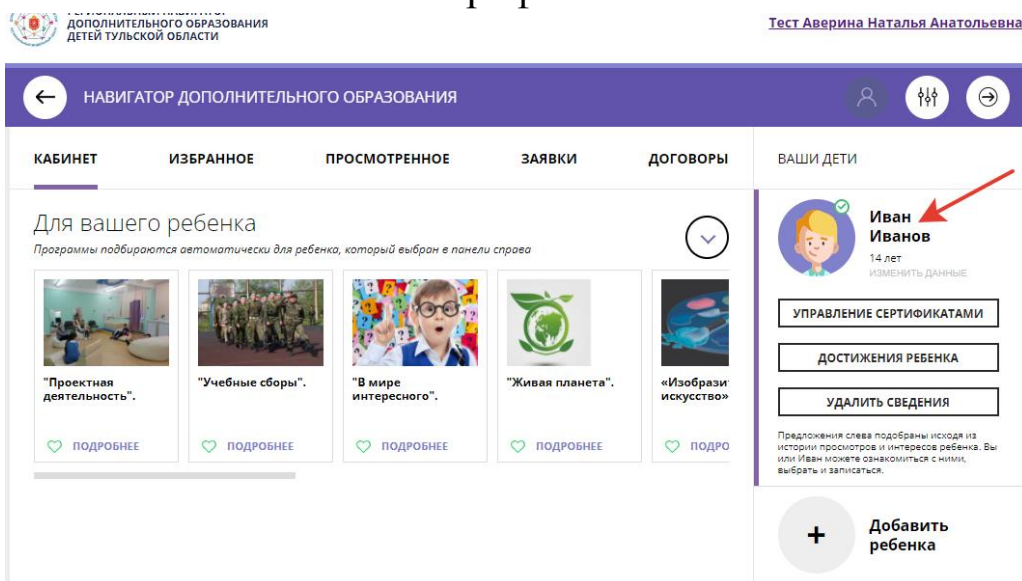 РЕГИОНАЛЬНЫЙ НАВИГАТОР
ДОПОЛНИТЕЛЬНОГО ОБРАЗОВАНИЯ
ДЕТЕЙ ТУЛЬСКОЙ ОБЛАСТИ
Тест Аверина Наталья Анатольевна
НАВИГАТОР ДОПОЛНИТЕЛЬНОГО ОБРАЗОВАНИЯ
КАБИНЕТ ИЗБРАННОЕ ПРОСМОТРЕННОЕ ЗАЯВКИ ДОГОВОРЫ
Для вашего ребенка
Программы подбираются автоматически для ребенка, который выбран в панели справа
"Проектная
деятельность".
ПОДРОБНЕЕ
"Учебные сборы".
ПОДРОБНЕЕ
"В мире
интересного".
ПОДРОБНЕЕ
"Живая планета".
ПОДРОБНЕЕ
«Изобрази
искусство»
ПОДРО
ВАШИ ДЕТИ
Иван
Иванов
14 лет
ИЗМЕНИТЬ ДАННЫЕ
УПРАВЛЕНИЕ СЕРТИФИКАТАМИ
ДОСТИЖЕНИЯ РЕБЕНКА
УДАЛИТЬ СВЕДЕНИЯ
Предложения слева подобраны исходя из
истории просмотров и интересов ребенка. Вы
или Иван можете ознакомиться с ними,
выбрать и записаться.
+ Добавить
ребенка